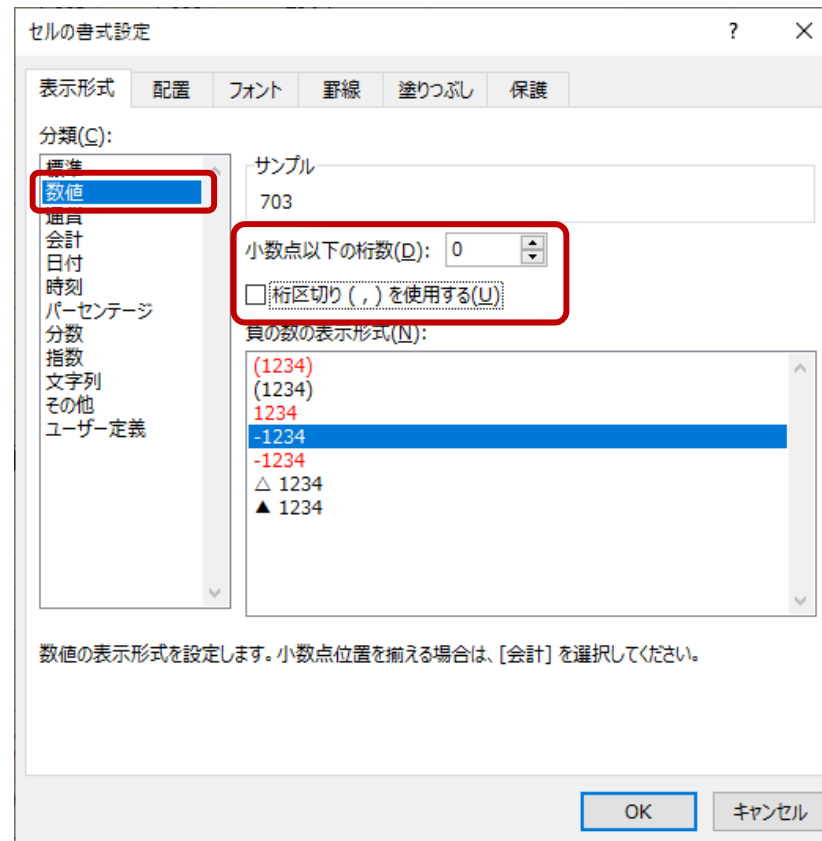 セルの書式設定
表示形式 配置 フォント 罫線 塗りつぶし 保護
分類(C):
標準
数値
通貨
会計
日付
時刻
パーセンテージ
分数
指数
文字列
その他
ユーザー定義
サンプル
703
小数点以下の桁数(D): 0
桁区切り ( , ) を使用する(U)
負の数の表示形式(N):
(1234)
(1234)
1234
-1234
-1234
△ 1234
▲ 1234
数値の表示形式を設定します。小数点位置を揃える場合は、[会計] を選択してください。
OK キャンセル